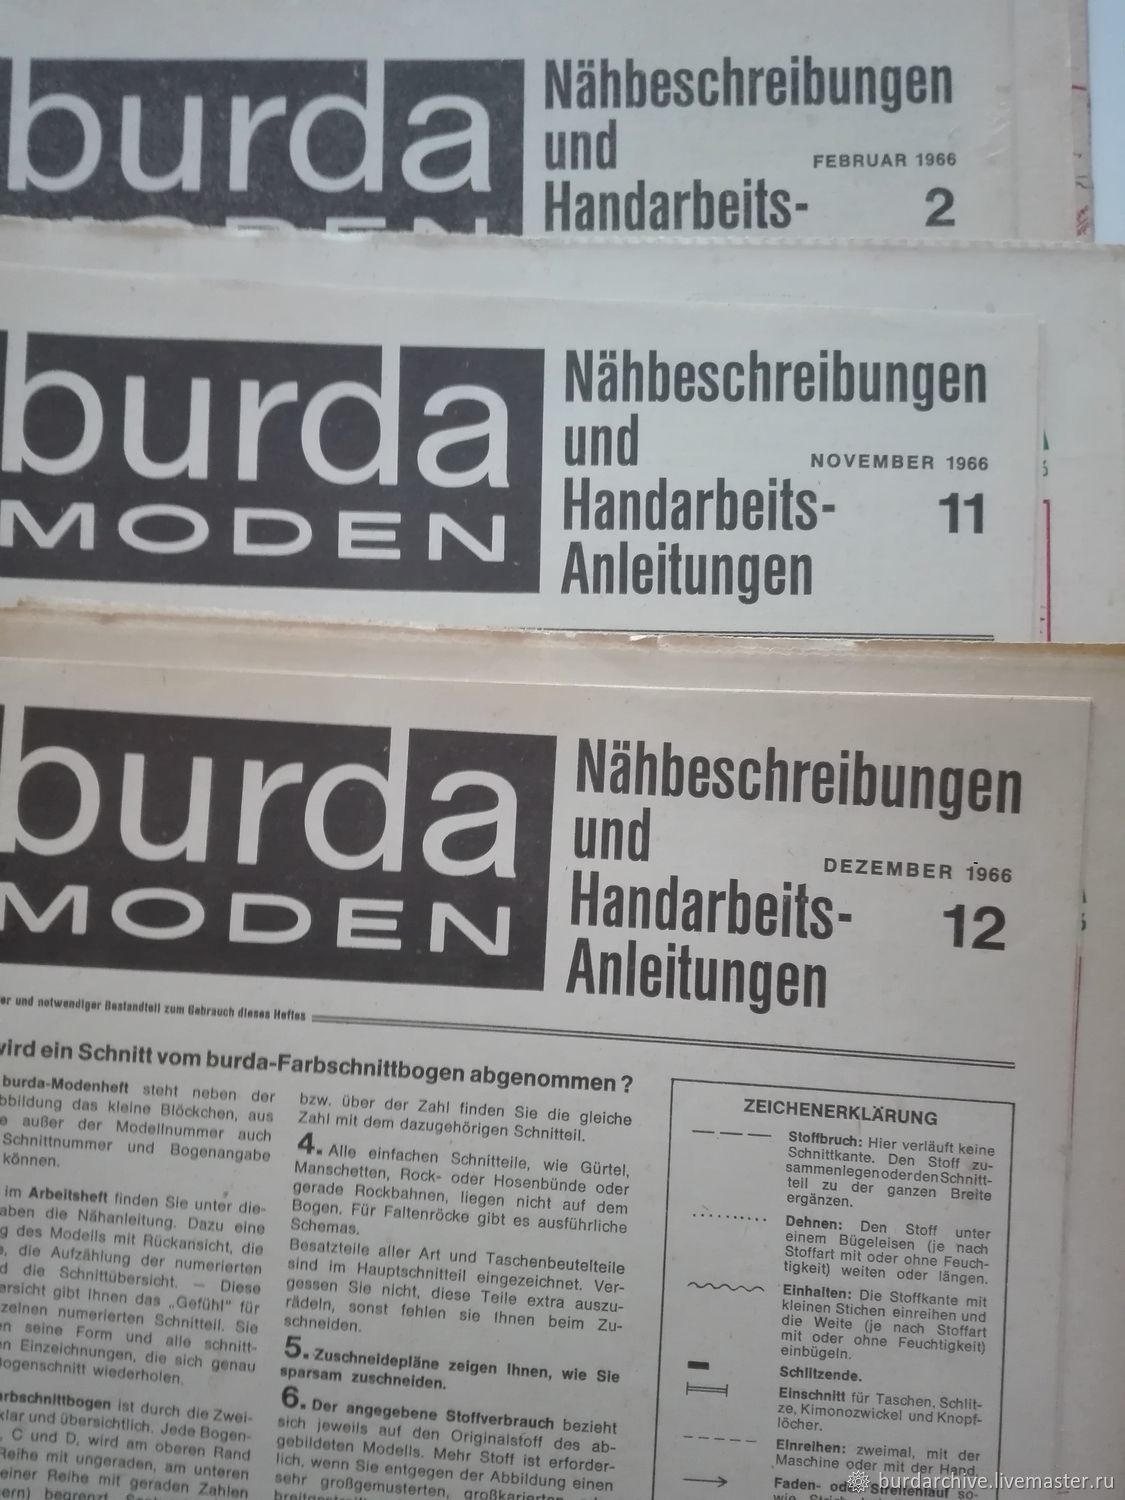 burda
Nähbeschreibungen
und
FEBRUAR 1966
Handarbeits-
2
burda
MODEN
Nähbeschreibungen
und
NOVEMBER 1966
Handarbeits-
11
Anleitungen
burda
MODEN
Nähbeschreibungen
und
DEZEMBER 1966
Handarbeits-
12
Anleitungen
er und notwendiger Bestandteil zum Gebrauch dieses Heftes
wird ein Schnitt vom burda-Farbschnittbogen abgenommen ?
burda-Modenheft steht neben der
bbildung das kleine Blöckchen, aus
e außer der Modellnummer auch
Schnittnummer und Bogenangabe
können.
im Arbeitsheft finden Sie unter die-
aben die Nähanleitung. Dazu eine
g des Modells mit Rückansicht, die
e, die Aufzählung der numerierten
d die Schnittübersicht. — Diese
ersicht gibt Ihnen das „Gefühl" für
zelnen numerierten Schnitteil. Sie
en seine Form und alle schnitt-
n Einzeichnungen, die sich genau
Bogenschnitt wiederholen.
arbschnittbogen ist durch die Zwei-
klar und übersichtlich. Jede Bogen-
, C und D, wird am oberen Rand
Reihe mit ungeraden, am unteren
einer Reihe mit geraden Zahlen
ern) begrenzt.
bzw. über der Zahl finden Sie die gleiche
Zahl mit dem dazugehörigen Schnitteil.
4. Alle einfachen Schnitteile, wie Gürtel,
Manschetten, Rock- oder Hosenbünde oder
gerade Rockbahnen, liegen nicht auf dem
Bogen. Für Faltenröcke gibt es ausführliche
Schemas.
Besatzteile aller Art und Taschenbeutelteile
sind im Hauptschnitteil eingezeichnet. Ver-
gessen Sie nicht, diese Teile extra auszu-
rädeln, sonst fehlen sie Ihnen beim Zu-
schneiden.
5. Zuschneidepläne zeigen Ihnen, wie Sie
sparsam zuschneiden.
6. Der angegebene Stoffverbrauch bezieht
sich jeweils auf den Originalstoff des ab-
gebildeten Modells. Mehr Stoff ist erforder-
lich, wenn Sie entgegen der Abbildung einen
sehr großgemusterten, großkarierten oder
ZEICHENERKLÄRUNG
Stoffbruch: Hier verläuft keine
Schnittkante. Den Stoff zu-
sammenlegen oder den Schnitt-
teil zu der ganzen Breite
ergänzen.
Dehnen: Den Stoff unter
einem Bügeleisen (je nach
Stoffart mit oder ohne Feuch-
tigkeit) weiten oder längen.
Einhalten: Die Stoffkante mit
kleinen Stichen einreihen und
die Weite (je nach Stoffart
mit oder ohne Feuchtigkeit)
einbügeln.
Schlitzende.
Einschnitt für Taschen, Schlit-
ze, Kimonozwickel und Knopf-
löcher.
Einreihen: zweimal, mit der
Maschine oder mit der Hand.
Faden- oder Streifenlauf so-
burdarchive.livemaster.ru